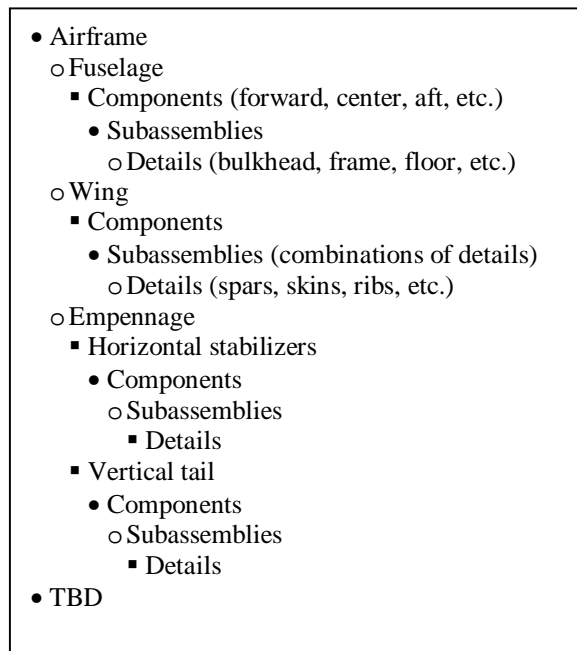 • Airframe
o Fuselage
▪ Components (forward, center, aft, etc.)
• Subassemblies
o Details (bulkhead, frame, floor, etc.)
o Wing
▪ Components
• Subassemblies (combinations of details)
o Details (spars, skins, ribs, etc.)
o Empennage
▪ Horizontal stabilizers
• Components
o Subassemblies
▪ Details
▪ Vertical tail
• Components
o Subassemblies
▪ Details
• TBD